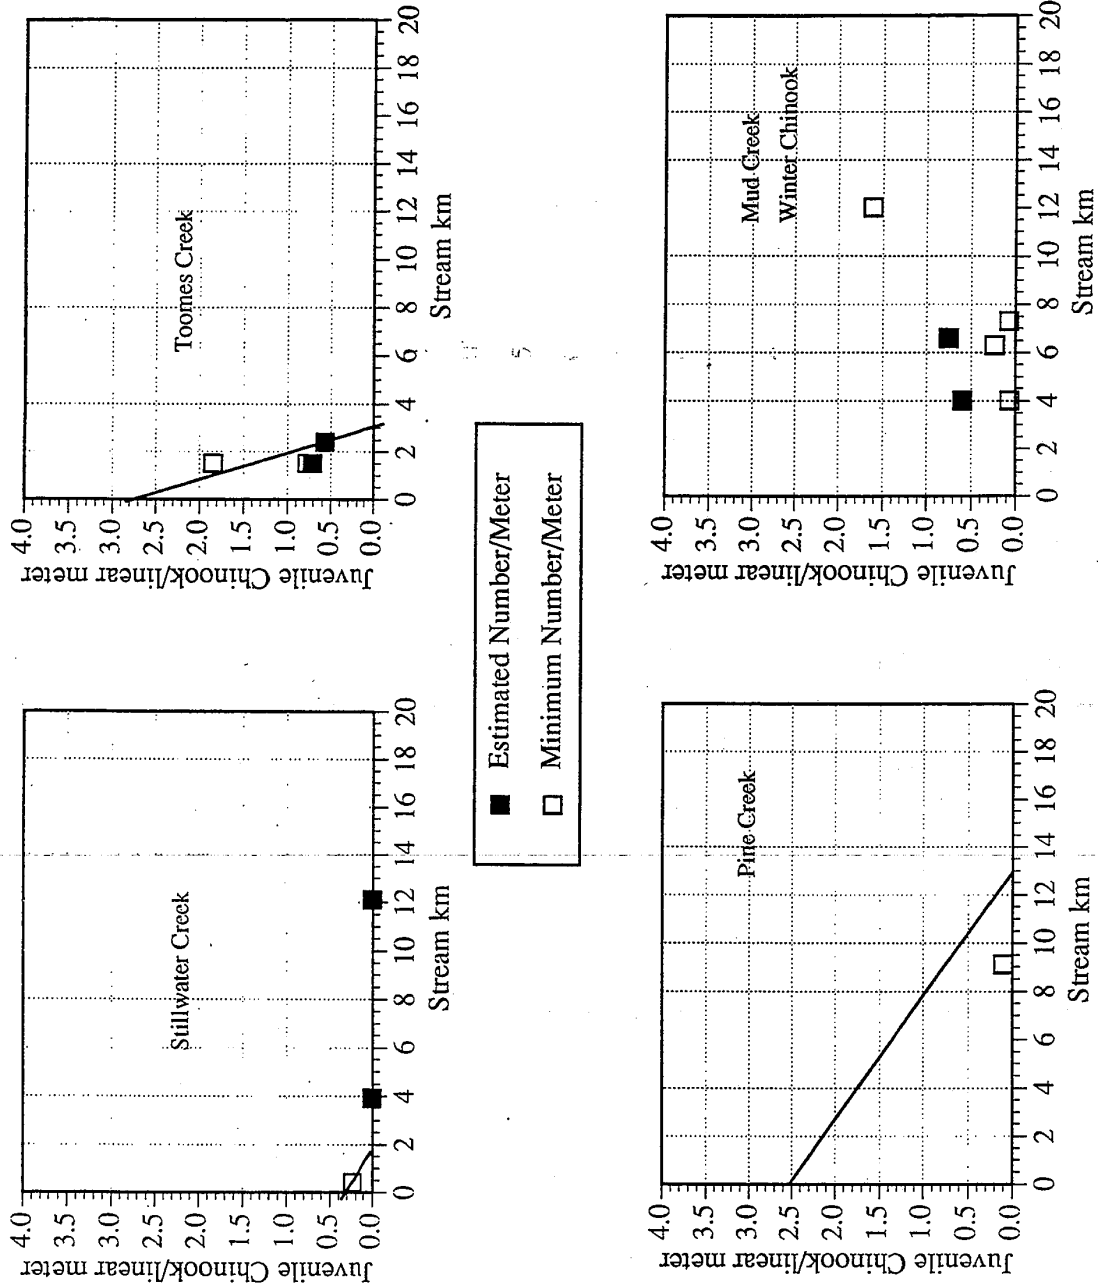 Juvenile Chinook/linear meter
4.0
3.5
3.0
2.5
2.0
1.5
1.0
0.5
0.0
Stillwater Creek
0 2 4 6 8 10 12 14 16 18 20
Stream km
Juvenile Chinook/linear meter
4.0
3.5
3.0
2.5
2.0
1.5
1.0
0.5
0.0
Toomes Creek
0 2 4 6 8 10 12 14 16 18 20
Stream km
Estimated Number/Meter
Minimum Number/Meter
Juvenile Chinook/linear meter
4.0
3.5
3.0
2.5
2.0
1.5
1.0
0.5
0.0
Pine Creek
0 2 4 6 8 10 12 14 16 18 20
Stream km
Juvenile Chinook/linear meter
4.0
3.5
3.0
2.5
2.0
1.5
1.0
0.5
0.0
Mud Creek
Winter Chinook
0 2 4 6 8 10 12 14 16 18 20
Stream km